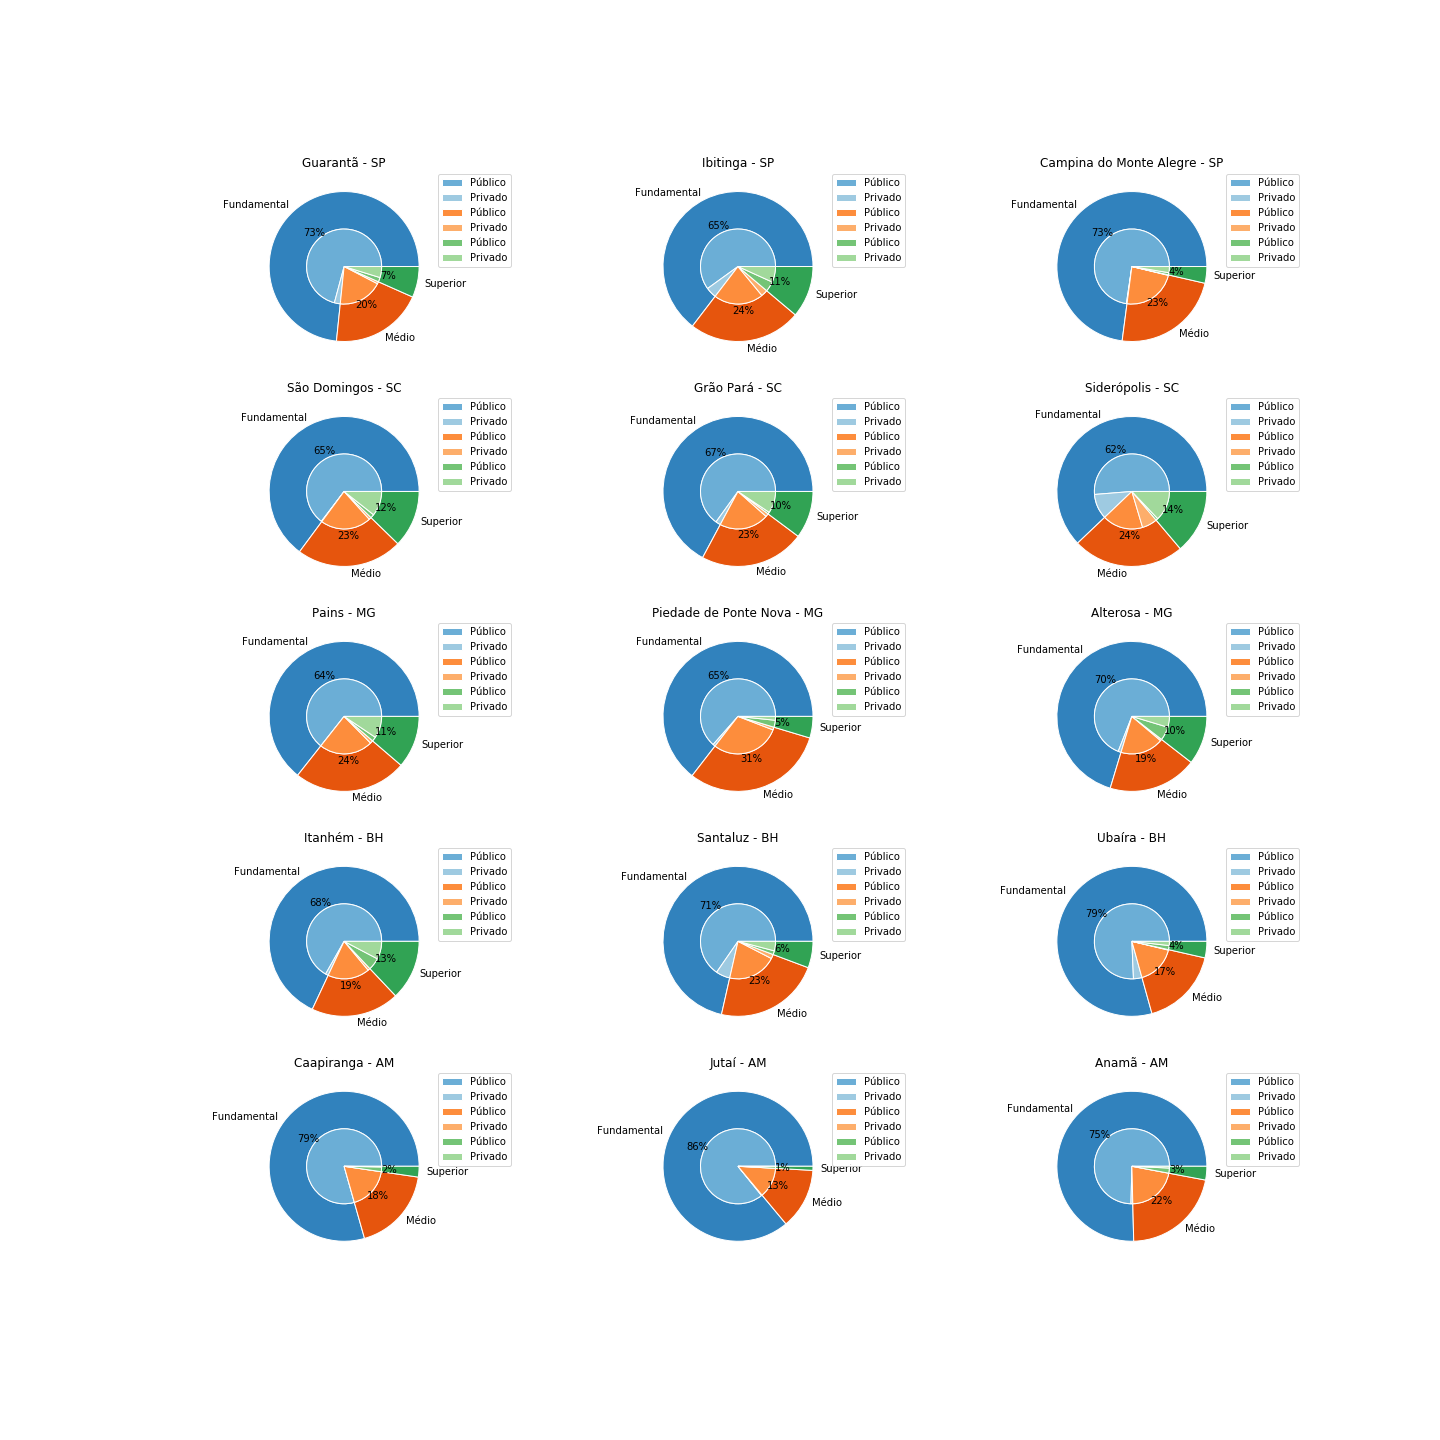 Guarantã - SP
Fundamental
73%
7%
20%
Superior
Médio
Público
Privado
Público
Privado
Público
Privado
Ibitinga - SP
Fundamental
65%
11%
24%
Superior
Médio
Público
Privado
Público
Privado
Público
Privado
Campina do Monte Alegre - SP
Fundamental
73%
4%
23%
Superior
Médio
Público
Privado
Público
Privado
Público
Privado
São Domingos - SC
Fundamental
65%
12%
23%
Superior
Médio
Público
Privado
Público
Privado
Público
Privado
Grão Pará - SC
Fundamental
67%
10%
23%
Superior
Médio
Público
Privado
Público
Privado
Público
Privado
Siderópolis - SC
Fundamental
62%
14%
24%
Superior
Médio
Público
Privado
Público
Privado
Público
Privado
Pains - MG
Fundamental
64%
11%
24%
Superior
Médio
Público
Privado
Público
Privado
Público
Privado
Piedade de Ponte Nova - MG
Fundamental
65%
5%
31%
Superior
Médio
Público
Privado
Público
Privado
Público
Privado
Alterosa - MG
Fundamental
70%
10%
19%
Superior
Médio
Público
Privado
Público
Privado
Público
Privado
Itanhém - BH
Fundamental
68%
13%
19%
Superior
Médio
Público
Privado
Público
Privado
Público
Privado
Santaluz - BH
Fundamental
71%
6%
23%
Superior
Médio
Público
Privado
Público
Privado
Público
Privado
Ubaíra - BH
Fundamental
79%
4%
17%
Superior
Médio
Público
Privado
Público
Privado
Público
Privado
Caapiranga - AM
Fundamental
79%
2%
18%
Superior
Médio
Público
Privado
Público
Privado
Público
Privado
Jutaí - AM
Fundamental
86%
1%
13%
Superior
Médio
Público
Privado
Público
Privado
Público
Privado
Anamã - AM
Fundamental
75%
3%
22%
Superior
Médio
Público
Privado
Público
Privado
Público
Privado